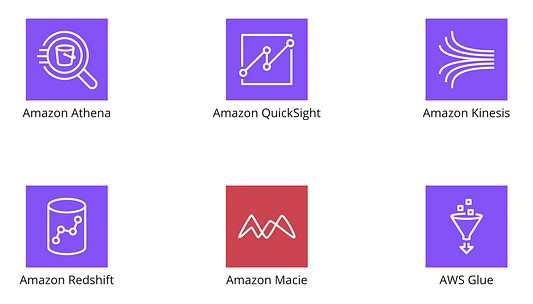 Amazon Athena
Amazon QuickSight
Amazon Kinesis
Amazon Redshift
Amazon Macie
AWS Glue